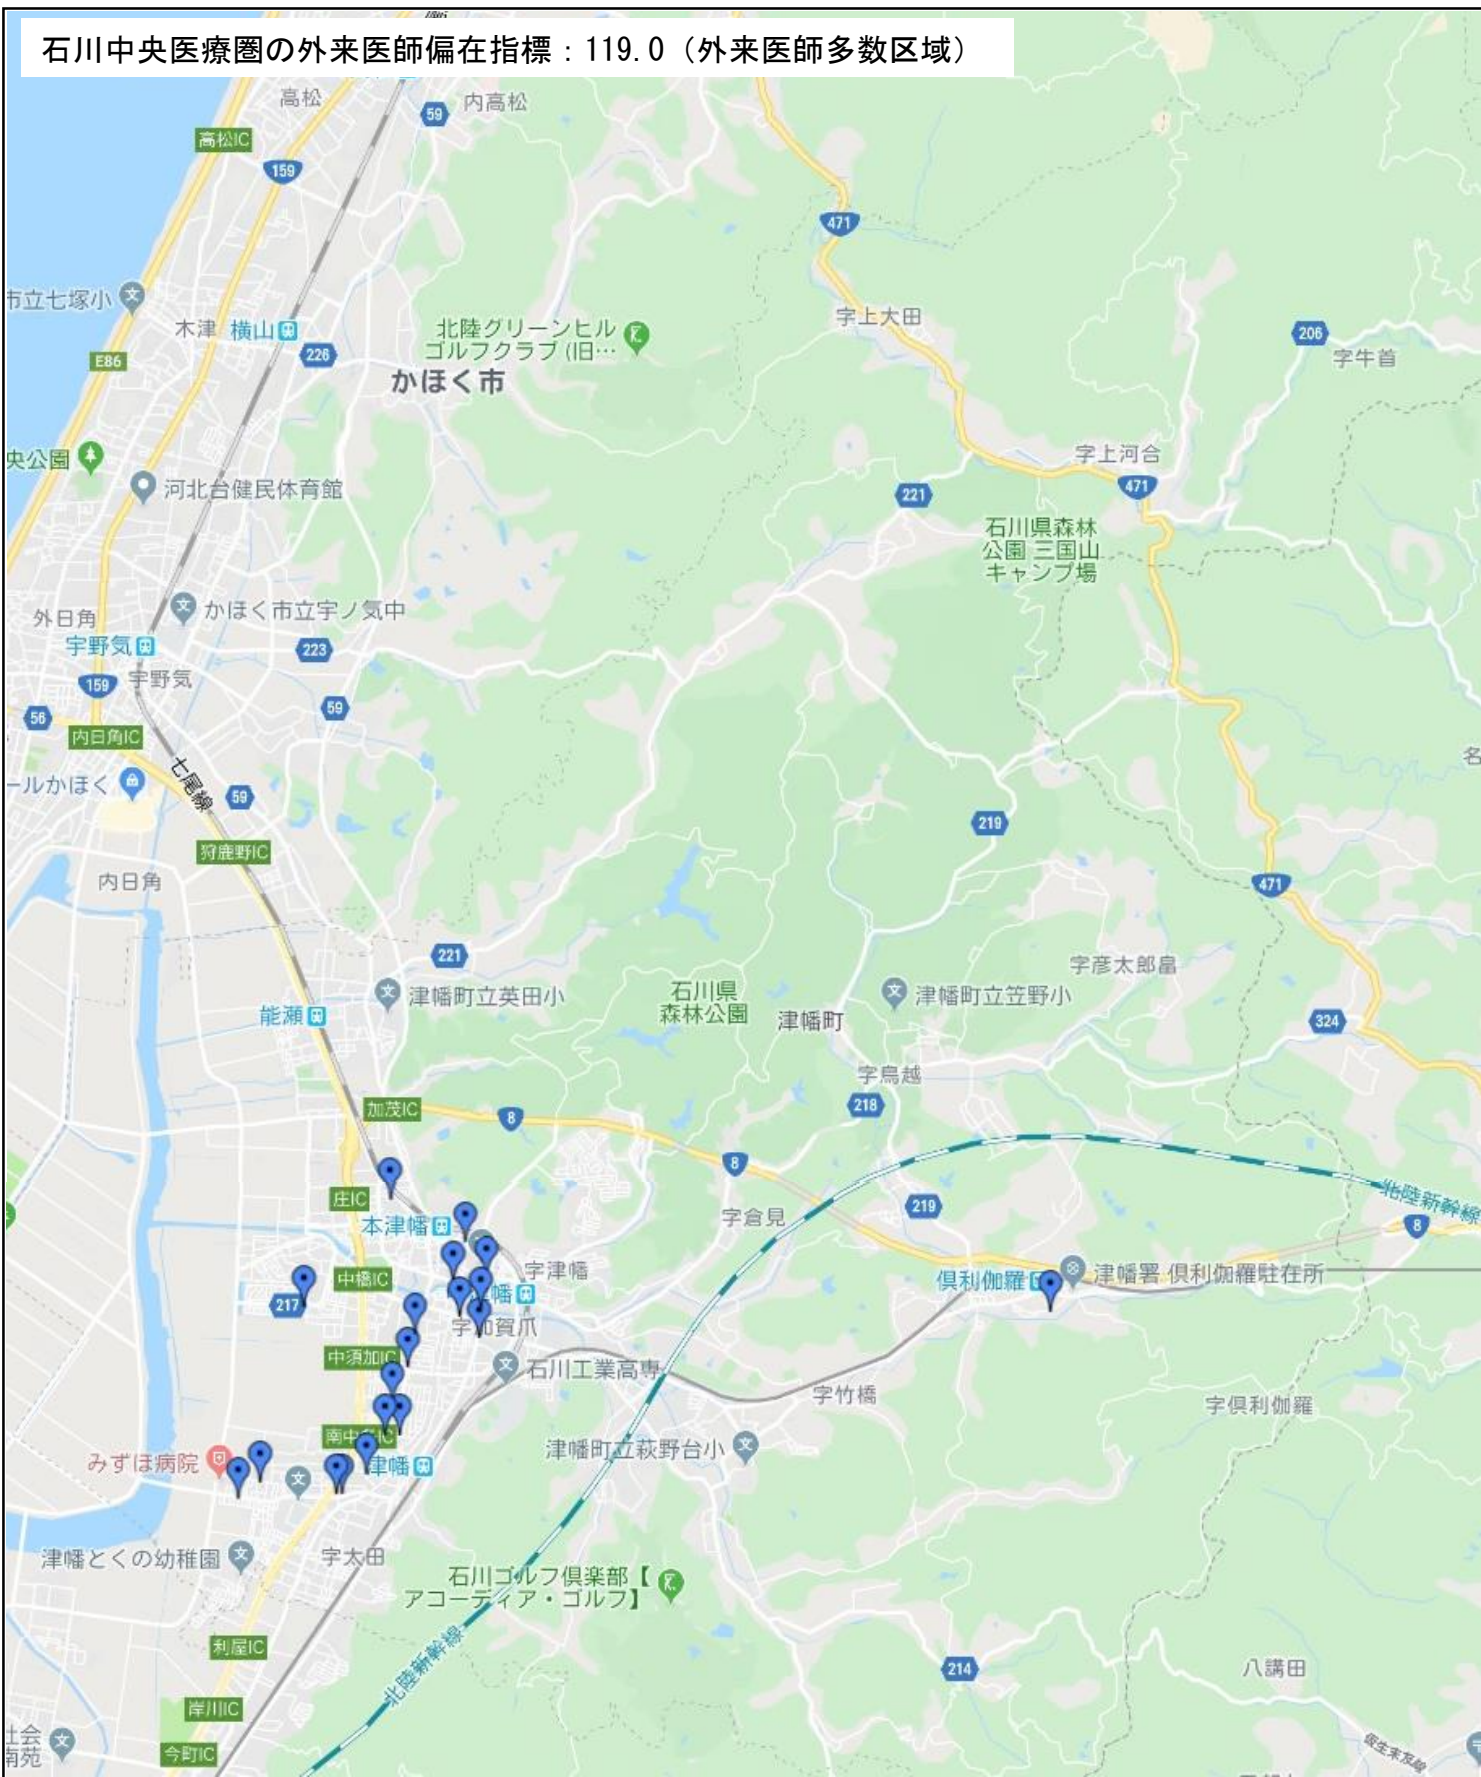 石川中央医療圏の外来医師偏在指標：119.0（外来医師多数区域）
高松
59
内高松
高松IC
159
471
市立七塚小
木津 横山
226
北陸グリーンヒル
ゴルフクラブ (旧…
字上大田
206
字牛首
E86
かほく市
央公園
河北台健民体育館
字上河合
471
221
石川県森林
公園 三国山
キャンプ場
外日角
かほく市立宇ノ気中
宇野気
223
159
宇野気
59
56
内日角IC
七尾線
名
ールかほく
59
219
狩鹿野IC
内日角
471
221
字彦太郎畠
津幡町立英田小
石川県
森林公園
津幡町
津幡町立笠野小
能瀬
324
字鳥越
加茂IC
8
218
8
庄IC
北陸新幹線
本津幡
字倉見
219
8
中橋IC
字津幡
倶利伽羅
津幡署 倶利伽羅駐在所
217
幡
字加賀爪
中須加IC
石川工業高専
字竹橋
字倶利伽羅
南中
IC
みずほ病院
津幡
津幡町立萩野台小
津幡とくの幼稚園
字太田
石川ゴルフ倶楽部【
アコーディア・ゴルフ】
北陸新幹線
利屋IC
214
八講田
岸川IC
社会
南苑
今町IC